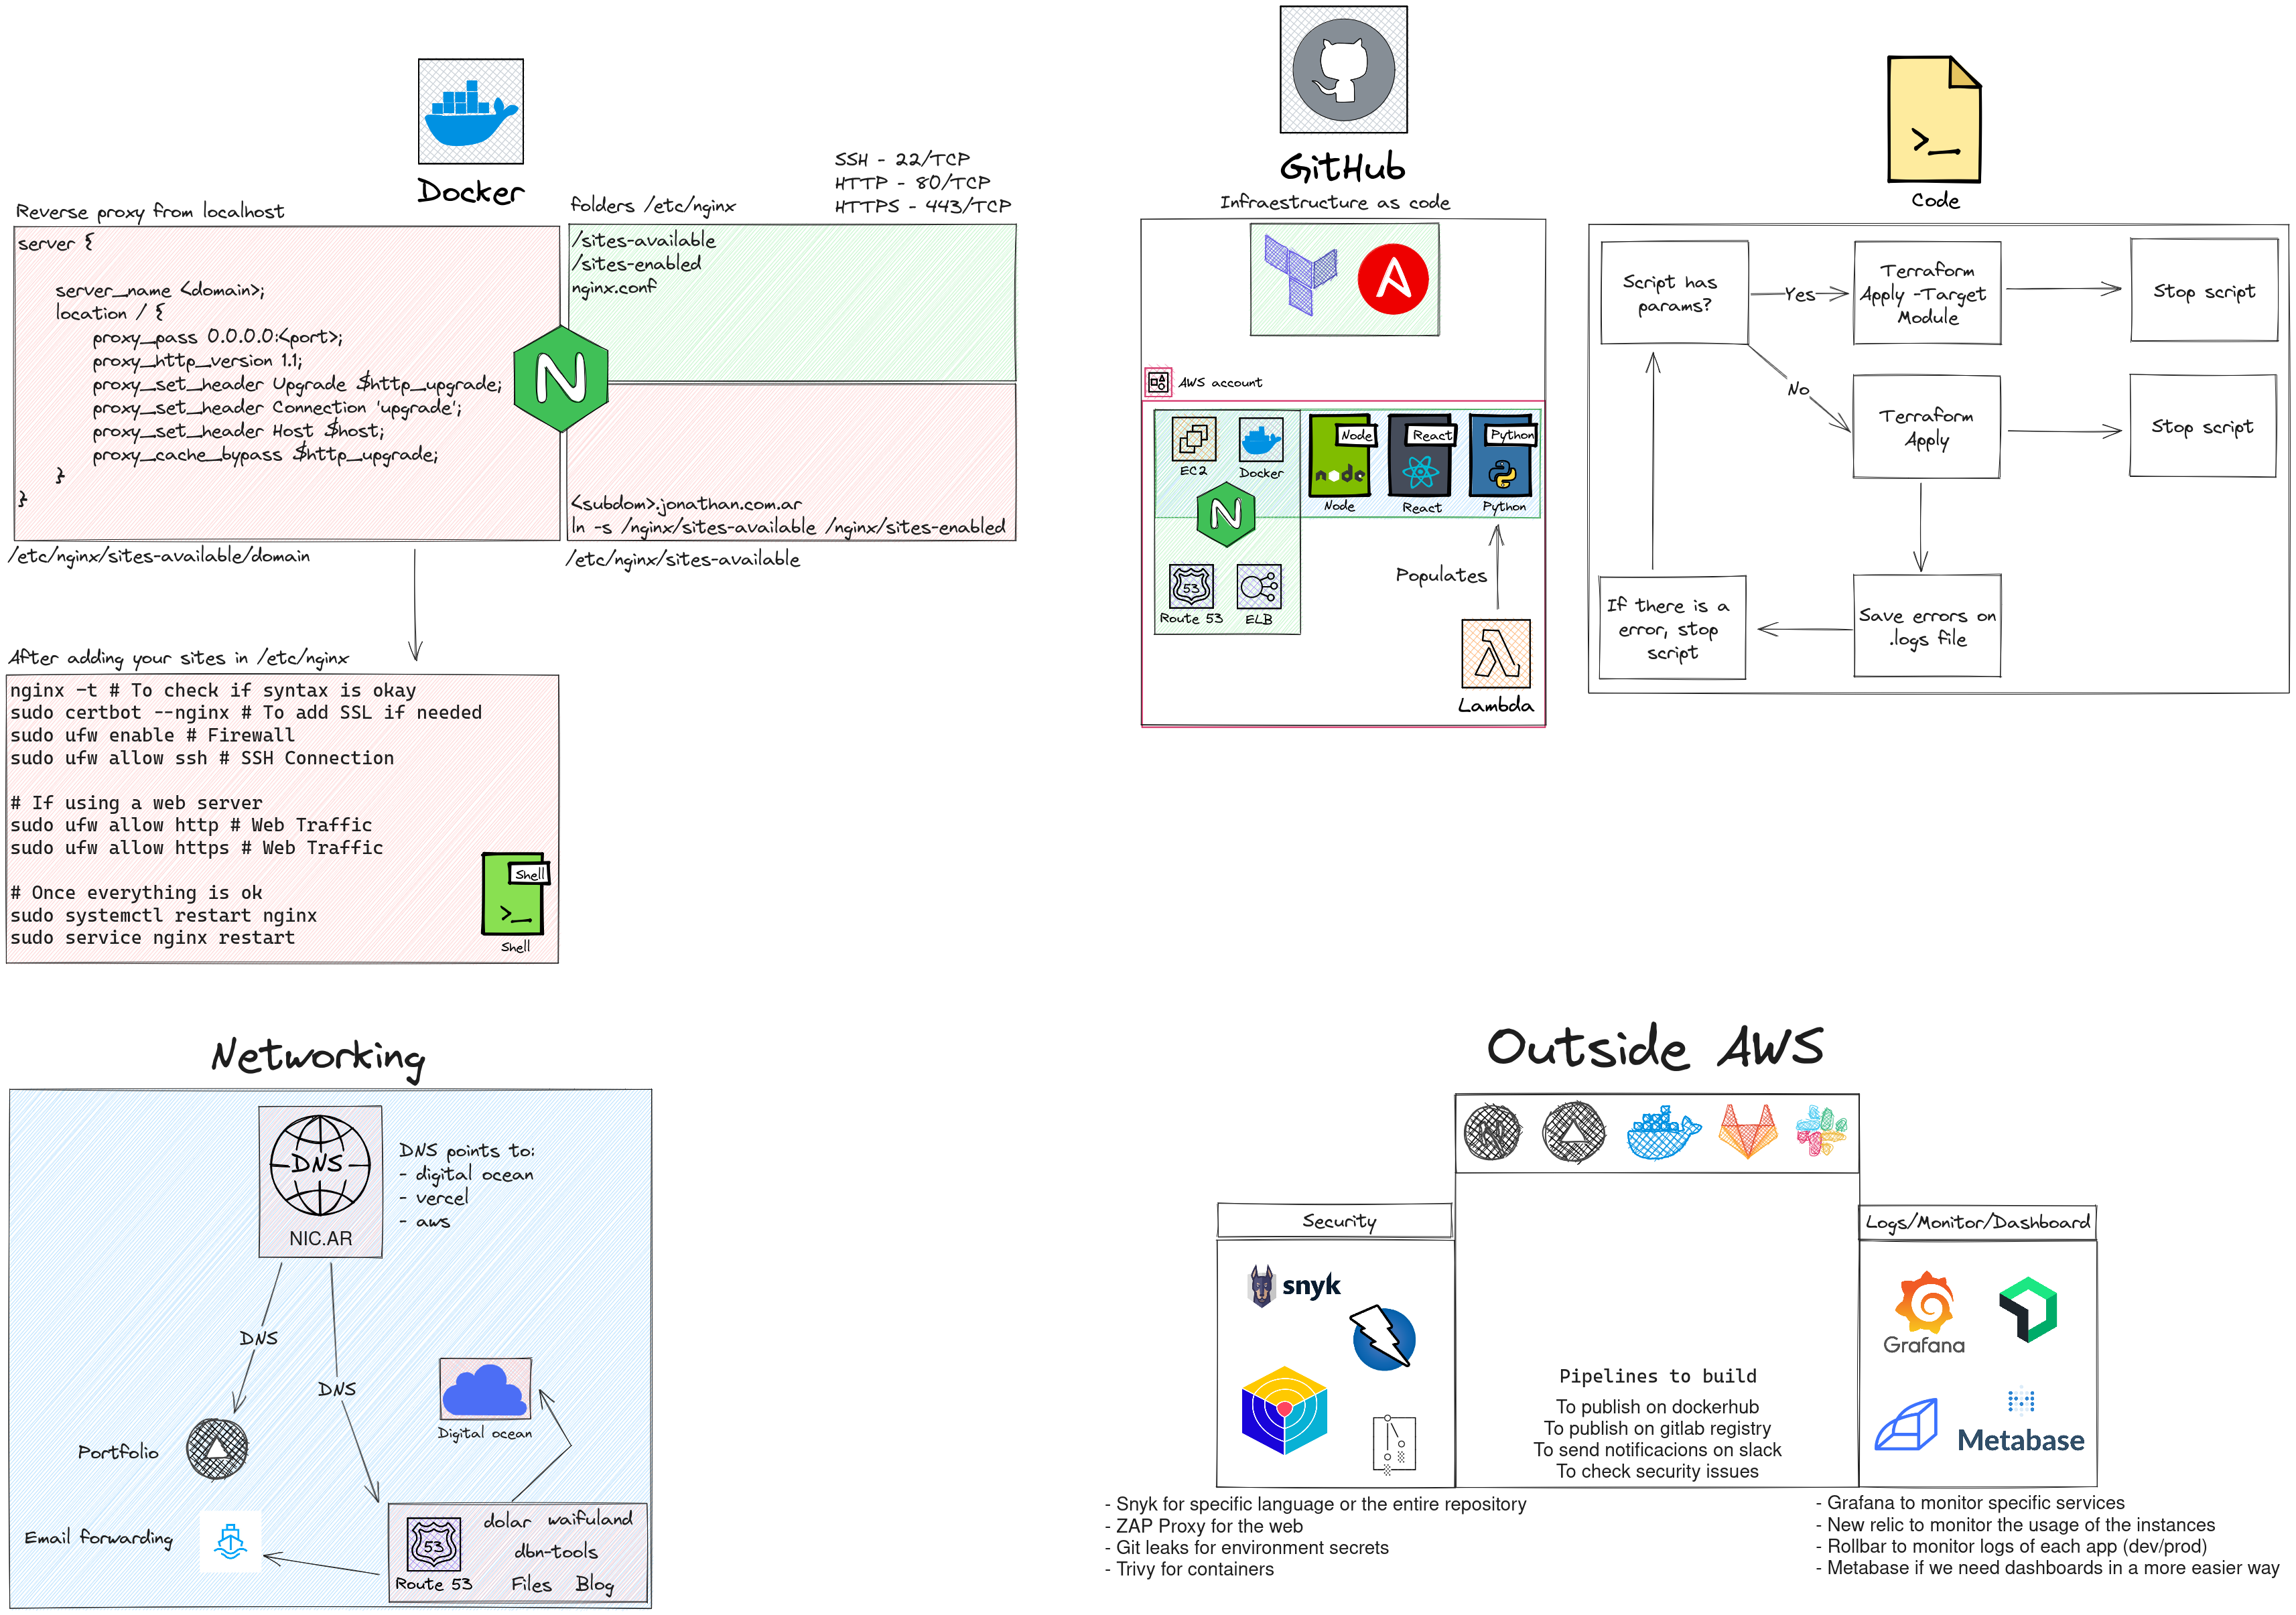 Docker
SSH - 22/TCP
HTTP - 80/TCP
HTTPS - 443/TCP
Reverse proxy from localhost
server {
server_name <domain>;
location / {
proxy_pass 0.0.0.0:<port>;
proxy_http_version 1.1;
proxy_set_header Upgrade $http_upgrade;
proxy_set_header Connection 'upgrade';
proxy_set_header Host $host;
proxy_cache_bypass $http_upgrade;
}
}
/etc/nginx/sites-available/domain
folders /etc/nginx
/sites-available
/sites-enabled
nginx.conf
N
<subdom>.jonathan.com.ar
ln -s /nginx/sites-available /nginx/sites-enabled
/etc/nginx/sites-available
After adding your sites in /etc/nginx
nginx -t # To check if syntax is okay
sudo certbot --nginx # To add SSL if needed
sudo ufw enable # Firewall
sudo ufw allow ssh # SSH Connection
# If using a web server
sudo ufw allow http # Web Traffic
sudo ufw allow https # Web Traffic
# Once everything is ok
sudo systemctl restart nginx
sudo service nginx restart
Shell
>_
Shell
GitHub
Infraestructure as code
A
AWS account
EC2
Docker
Node
node
Node
React
React
Python
Python
N
53
Route 53
ELB
Populates
Lambda
>_
Code
Script has
params?
Yes
Terraform
Apply -Target
Module
Stop script
No
Terraform
Apply
Stop script
If there is a
error, stop
script
Save errors on
.logs file
Networking
DNS
NIC.AR
DNS points to:
- digital ocean
- vercel
- aws
DNS
DNS
Digital ocean
Portfolio
Email forwarding
53
Route 53
dolar waifuland
dbn-tools
Files Blog
Outside AWS
N
Security
snyk
Pipelines to build
To publish on dockerhub
To publish on gitlab registry
To send notificacions on slack
To check security issues
Logs/Monitor/Dashboard
Grafana
Metabase
- Snyk for specific language or the entire repository
- ZAP Proxy for the web
- Git leaks for environment secrets
- Trivy for containers
- Grafana to monitor specific services
- New relic to monitor the usage of the instances
- Rollbar to monitor logs of each app (dev/prod)
- Metabase if we need dashboards in a more easier way